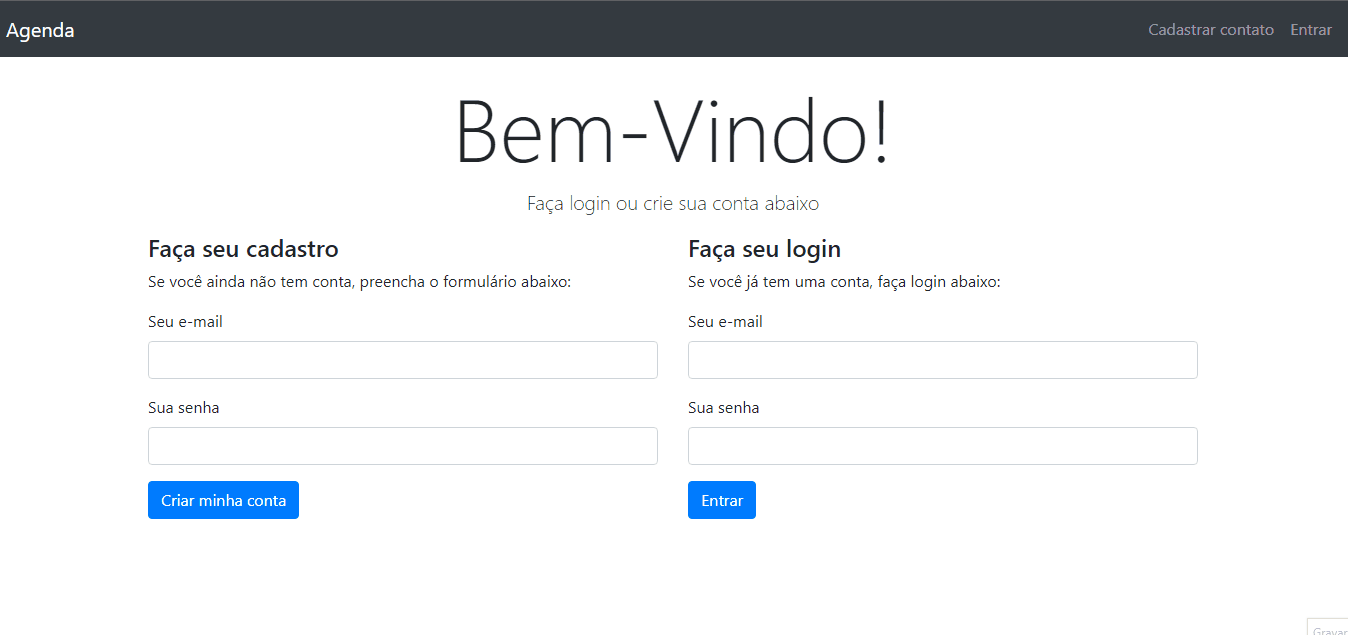 Agenda
Cadastrar contato Entrar
Bem-Vindo!
Faça login ou crie sua conta abaixo
Faça seu cadastro
Se você ainda não tem conta, preencha o formulário abaixo:
Seu e-mail
Sua senha
Criar minha conta
Faça seu login
Se você já tem uma conta, faça login abaixo:
Seu e-mail
Sua senha
Entrar